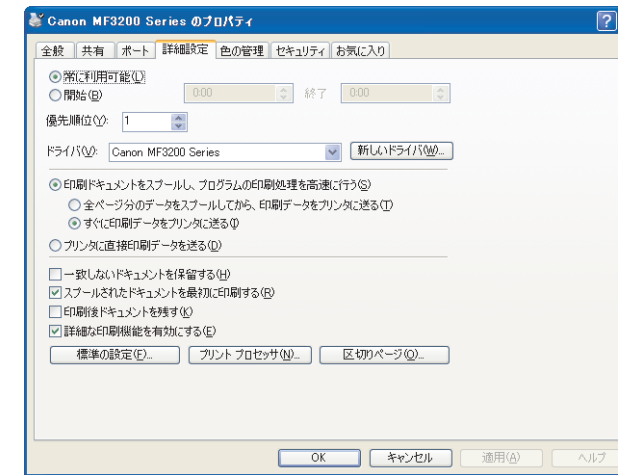 Canon MF3200 Series のプロパティ
?
全般 共有 ポート 詳細設定 色の管理 セキュリティ お気に入り
常に利用可能(L)
開始(B) 0:00 終了 0:00
優先順位(Y): 1
ドライバ(V): Canon MF3200 Series 新しいドライバ(W)...
印刷ドキュメントをスプールし、プログラムの印刷処理を高速に行う(S)
全ページ分のデータをスプールしてから、印刷データをプリンタに送る(T)
すぐに印刷データをプリンタに送る(I)
プリンタに直接印刷データを送る(D)
一致しないドキュメントを保留する(H)
スプールされたドキュメントを最初に印刷する(R)
印刷後ドキュメントを残す(K)
詳細な印刷機能を有効にする(E)
標準の設定(F)... プリント プロセッサ(N)... 区切りページ(O)...
OK キャンセル 適用(A) ヘルプ